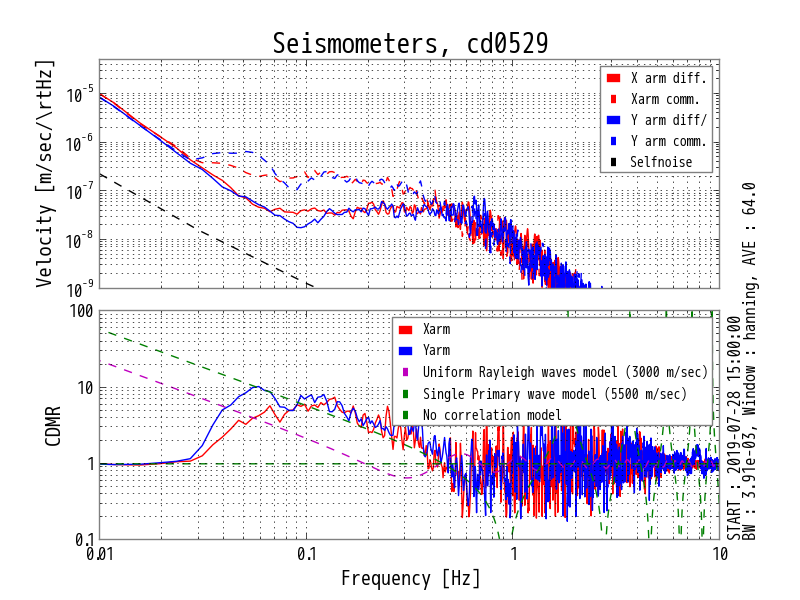 Seismometers, cd0529
Velocity [m/sec/\rtHz]
10^-5
10^-6
10^-7
10^-8
10^-9
X arm diff.
Xarm comm.
Y arm diff/
Y arm comm.
Selfnoise
CDMR
100
10
1
0.1
Xarm
Yarm
Uniform Rayleigh waves model (3000 m/sec)
Single Primary wave model (5500 m/sec)
No correlation model
0.01
0.1
1
10
Frequency [Hz]
START : 2019-07-28 15:00:00
BW : 3.91e-03, Window : hanning, AVE : 64.0